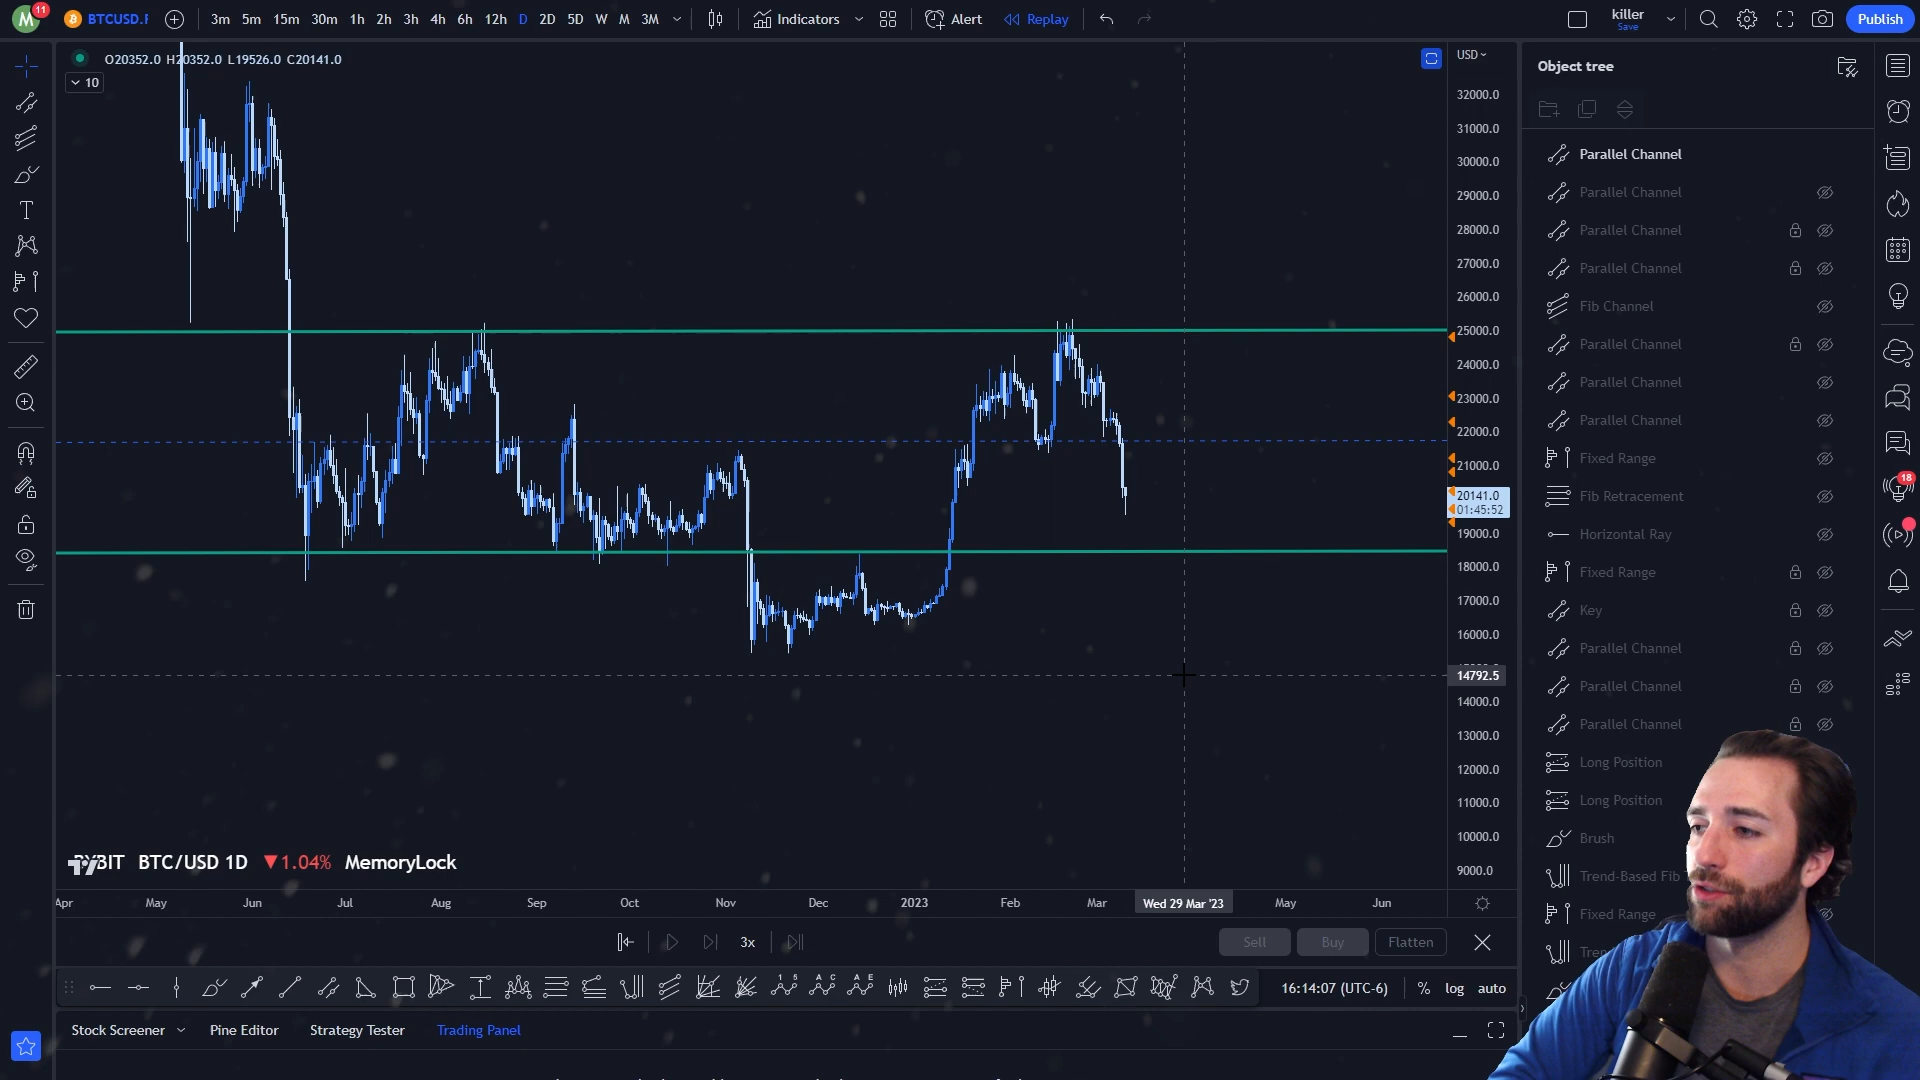 M 11 BTCUSD.F 3m 5m 15m 30m 1h 2h 3h 4h 6h 12h D 2D 5D W M 3M Indicators Alert Replay killer Save Publish
O20352.0 H20352.0 L19526.0 C20141.0
10
USD
32000.0
31000.0
30000.0
29000.0
28000.0
27000.0
26000.0
25000.0
24000.0
23000.0
22000.0
21000.0
20141.0
01:45:52
19000.0
18000.0
17000.0
16000.0
14792.5
14000.0
13000.0
12000.0
11000.0
10000.0
9000.0
BTC/USD 1D ▼1.04% MemoryLock
Apr May Jun Jul Aug Sep Oct Nov Dec 2023 Feb Mar Wed 29 Mar '23 May Jun
3x Sell Buy Flatten
1 5 A C A E 16:14:07 (UTC-6) % log auto
Stock Screener Pine Editor Strategy Tester Trading Panel
Object tree
Parallel Channel
Parallel Channel
Parallel Channel
Parallel Channel
Fib Channel
Parallel Channel
Parallel Channel
Parallel Channel
Fixed Range
Fib Retracement
Horizontal Ray
Fixed Range
Key
Parallel Channel
Parallel Channel
Parallel Channel
Long Position
Long Position
Brush
Trend-Based Fib
Fixed Range
18